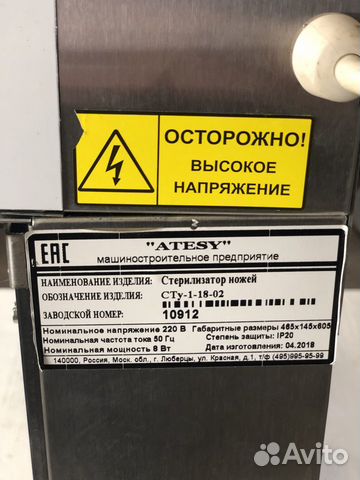 ОСТОРОЖНО!
ВЫСОКОЕ
НАПРЯЖЕНИЕ
ЕАС
"ATESY"
машиностроительное предприятие
НАИМЕНОВАНИЕ ИЗДЕЛИЯ: Стерилизатор ножей
ОБОЗНАЧЕНИЕ ИЗДЕЛИЯ: СТу-1-18-02
ЗАВОДСКОЙ НОМЕР: 10912
Номинальное напряжение 220 В Габаритные размеры 465х145х605
Номинальная частота тока 50 Гц Степень защиты: IP20
Номинальная мощность 8 Вт Дата изготовления: 04.2018
140000, Россия, Моск. обл., г. Люберцы, ул. Красная, д.1, т/ф (495)995-95-99
Avito